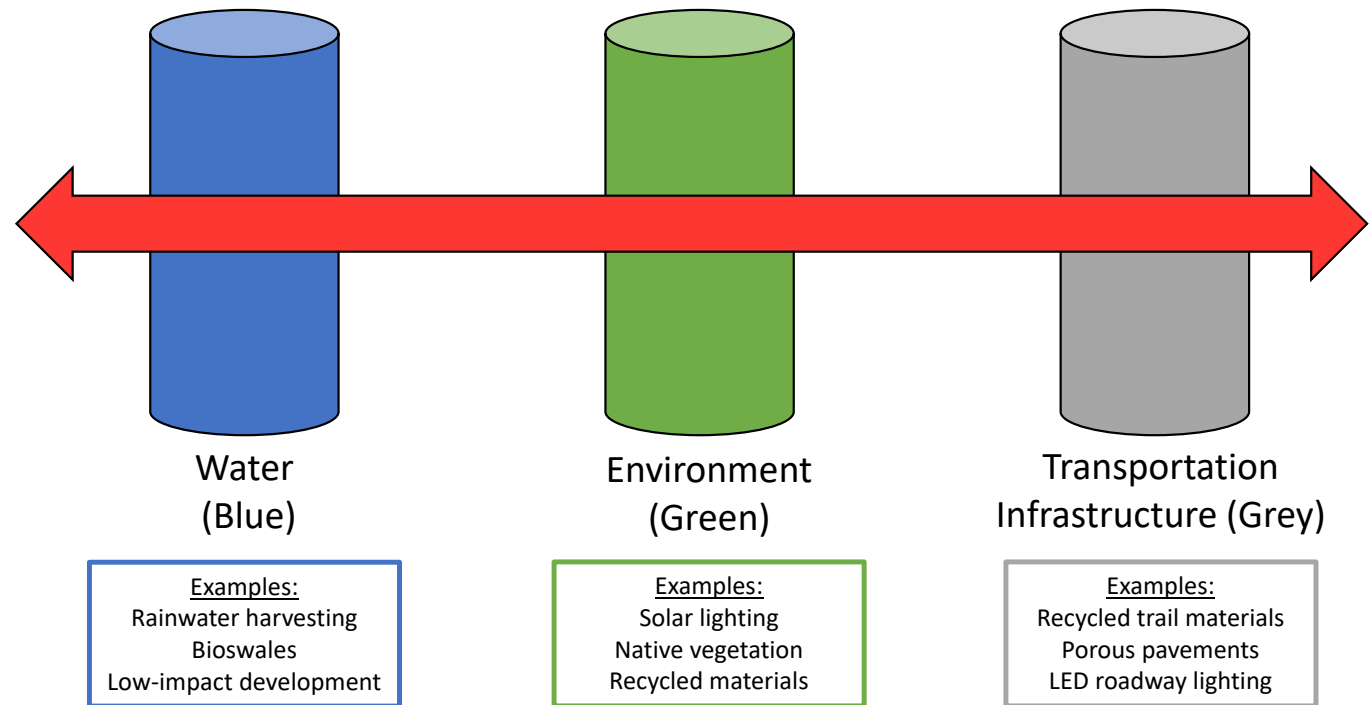 Water
(Blue)
Environment
(Green)
Transportation
Infrastructure (Grey)
Examples:
Rainwater harvesting
Bioswales
Low-impact development
Examples:
Solar lighting
Native vegetation
Recycled materials
Examples:
Recycled trail materials
Porous pavements
LED roadway lighting